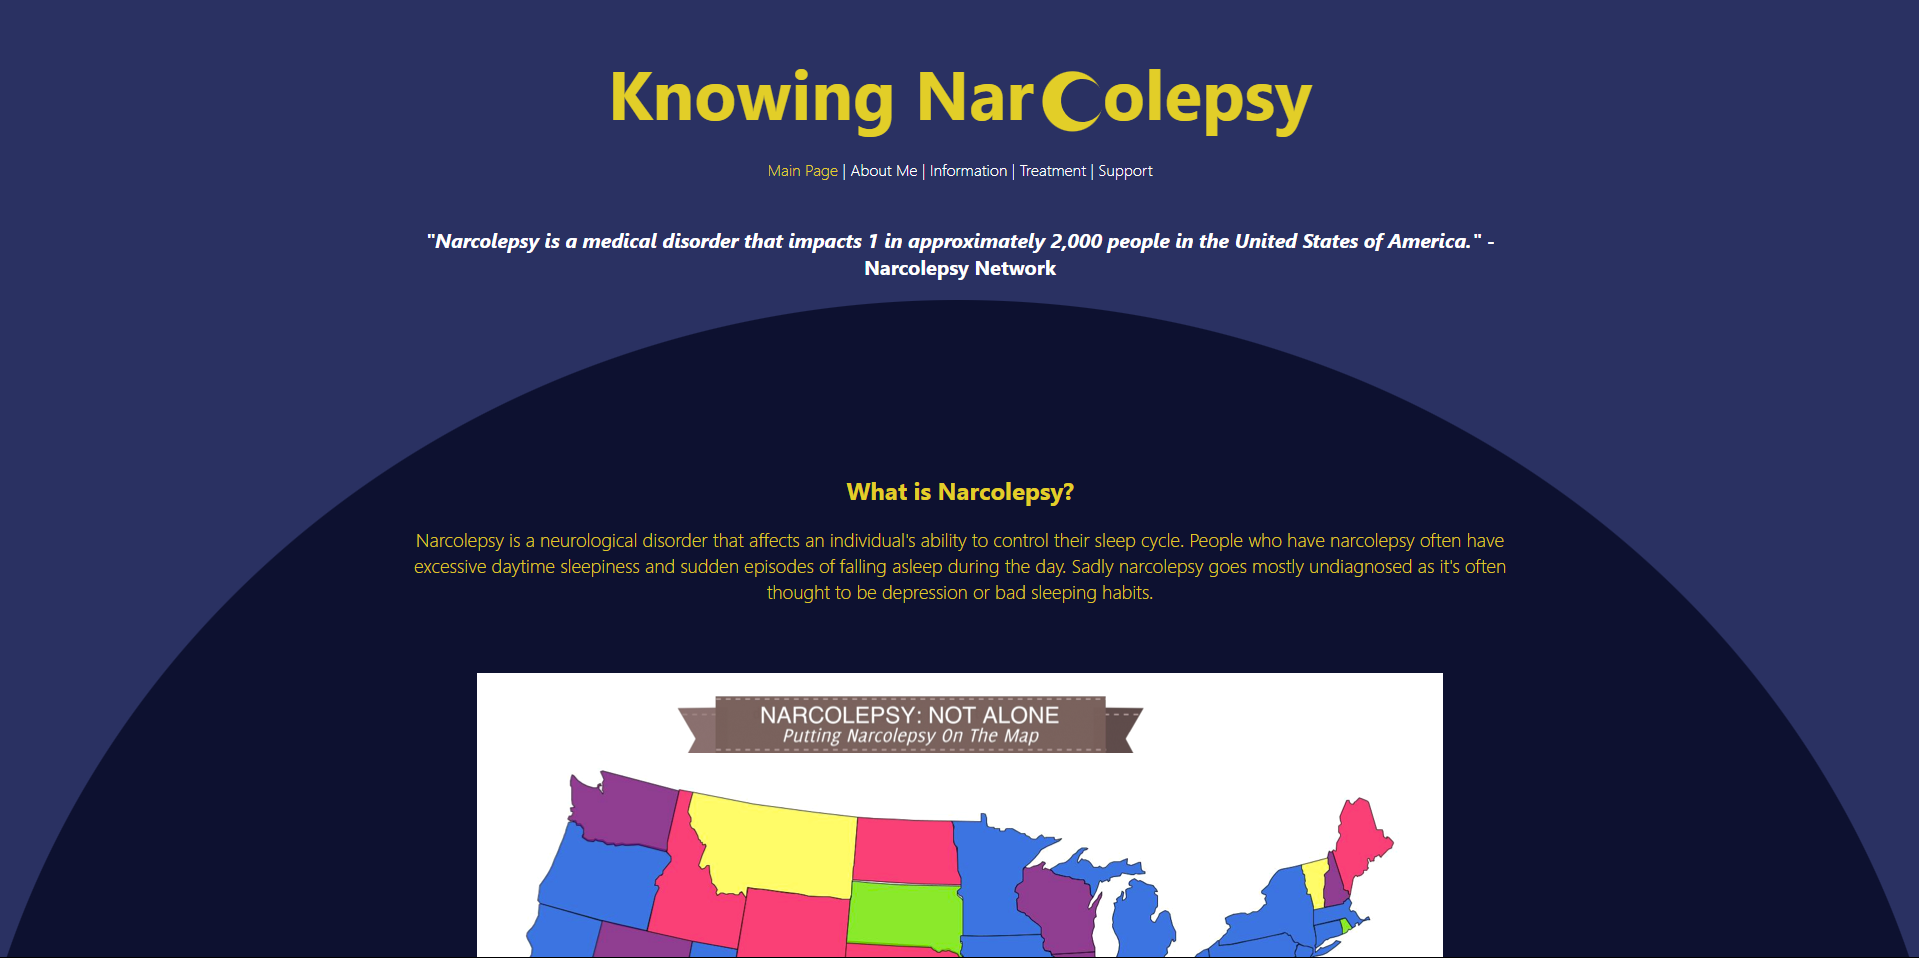 Knowing Narcolepsy
Main Page | About Me | Information | Treatment | Support
"Narcolepsy is a medical disorder that impacts 1 in approximately 2,000 people in the United States of America." -
Narcolepsy Network
What is Narcolepsy?
Narcolepsy is a neurological disorder that affects an individual's ability to control their sleep cycle. People who have narcolepsy often have
excessive daytime sleepiness and sudden episodes of falling asleep during the day. Sadly narcolepsy goes mostly undiagnosed as it's often
thought to be depression or bad sleeping habits.
NARCOLEPSY: NOT ALONE
Putting Narcolepsy On The Map